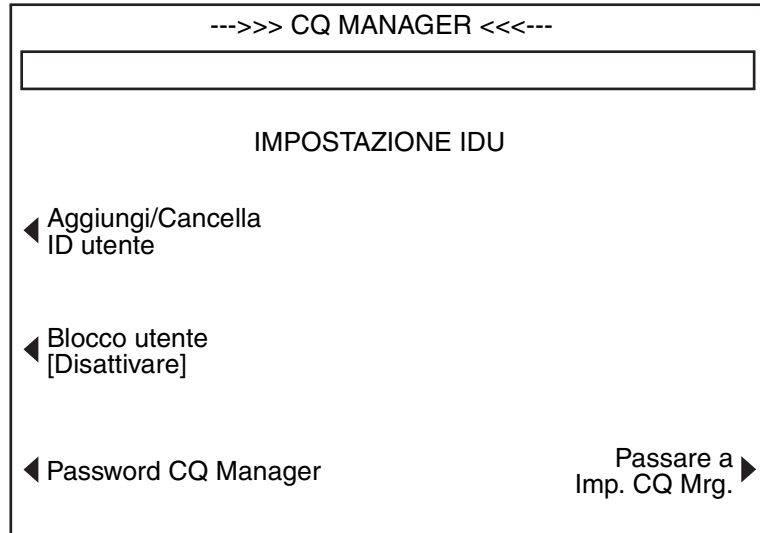 --->>> CQ MANAGER <<<---
IMPOSTAZIONE IDU
Aggiungi/Cancella
ID utente
Blocco utente
[Disattivare]
Password CQ Manager
Passare a
Imp. CQ Mrg.